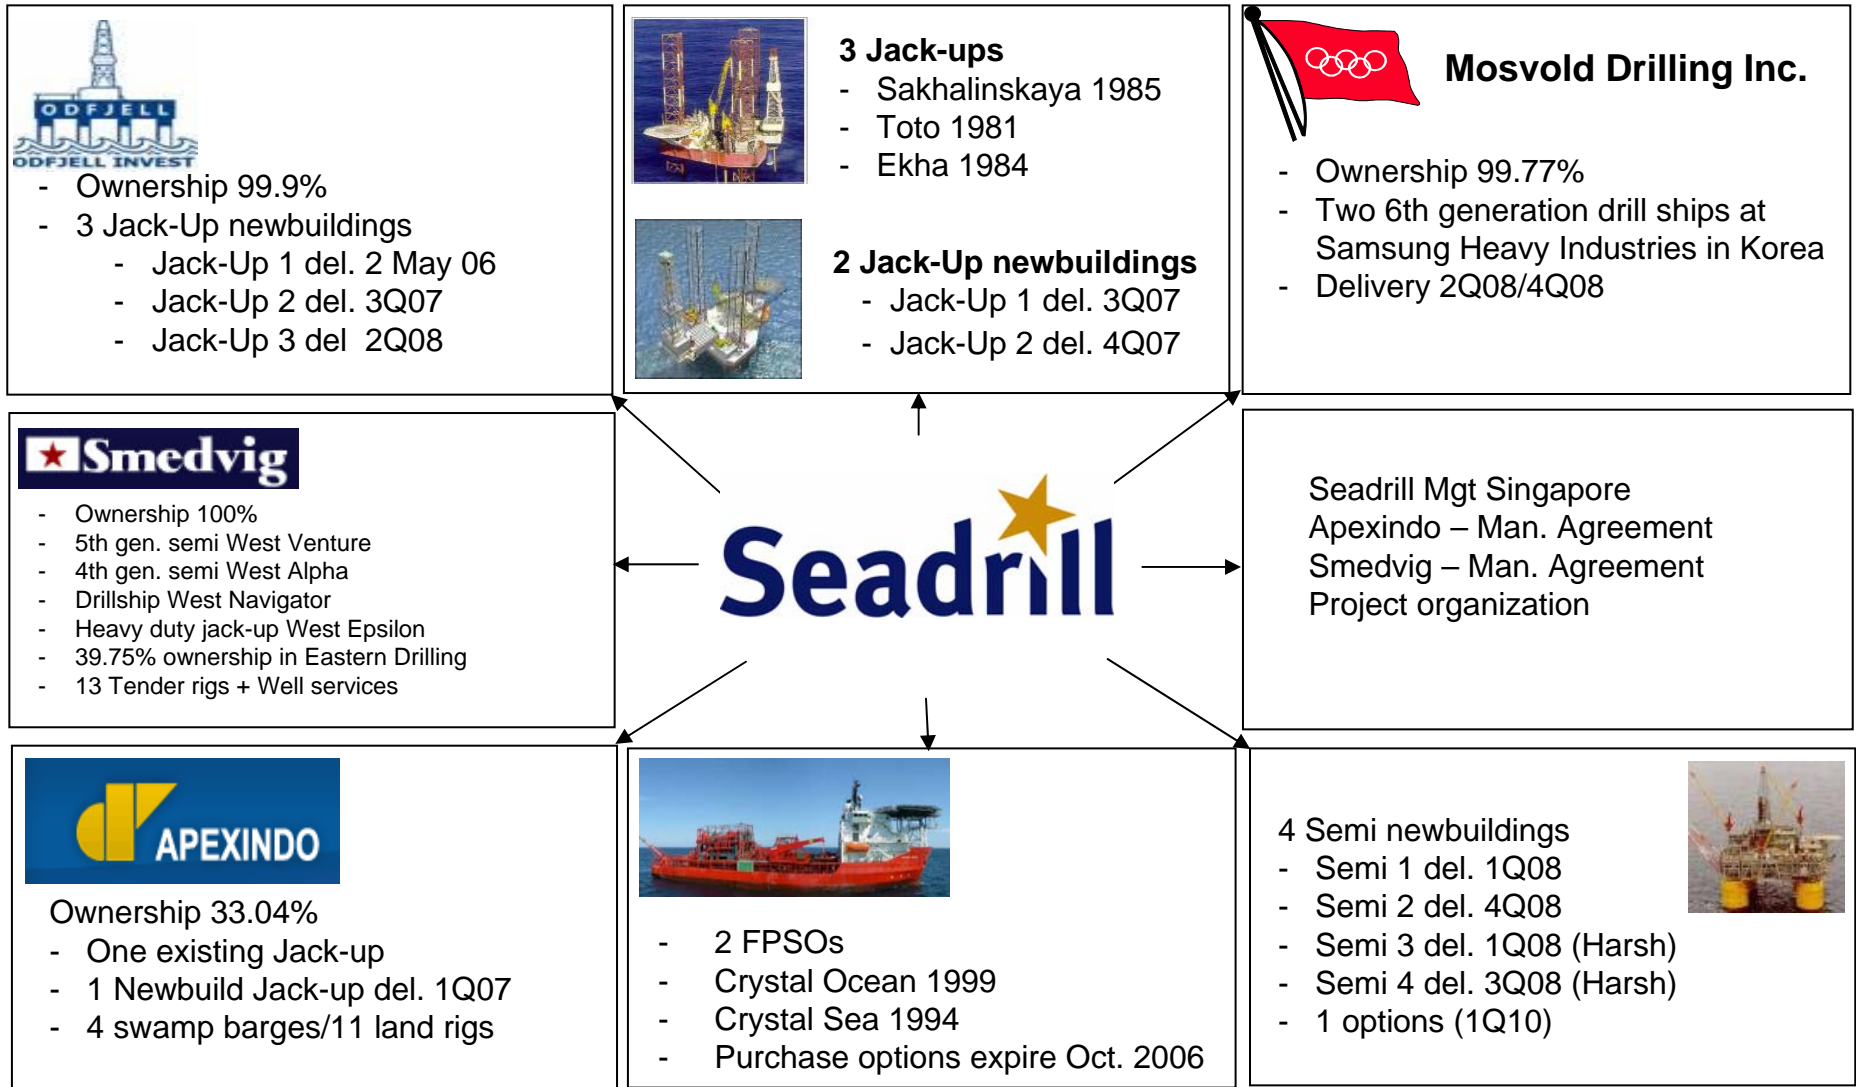 ODFJELL
ODFJELL INVEST
- Ownership 99.9%
- 3 Jack-Up newbuildings
- Jack-Up 1 del. 2 May 06
- Jack-Up 2 del. 3Q07
- Jack-Up 3 del 2Q08
3 Jack-ups
- Sakhalinskaya 1985
- Toto 1981
- Ekha 1984
2 Jack-Up newbuildings
- Jack-Up 1 del. 3Q07
- Jack-Up 2 del. 4Q07
Mosvold Drilling Inc.
- Ownership 99.77%
- Two 6th generation drill ships at
Samsung Heavy Industries in Korea
- Delivery 2Q08/4Q08
Smedvig
- Ownership 100%
- 5th gen. semi West Venture
- 4th gen. semi West Alpha
- Drillship West Navigator
- Heavy duty jack-up West Epsilon
- 39.75% ownership in Eastern Drilling
- 13 Tender rigs + Well services
Seadrill
Seadrill Mgt Singapore
Apexindo – Man. Agreement
Smedvig – Man. Agreement
Project organization
APEXINDO
Ownership 33.04%
- One existing Jack-up
- 1 Newbuild Jack-up del. 1Q07
- 4 swamp barges/11 land rigs
- 2 FPSOs
- Crystal Ocean 1999
- Crystal Sea 1994
- Purchase options expire Oct. 2006
4 Semi newbuildings
- Semi 1 del. 1Q08
- Semi 2 del. 4Q08
- Semi 3 del. 1Q08 (Harsh)
- Semi 4 del. 3Q08 (Harsh)
- 1 options (1Q10)